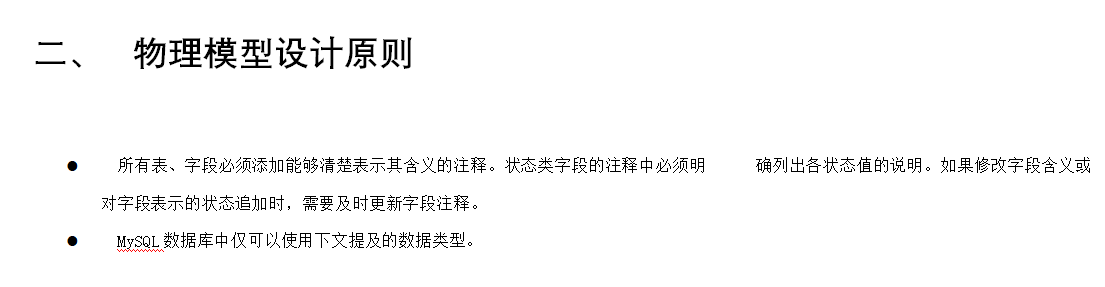 二、 物理模型设计原则
● 所有表、字段必须添加能够清楚表示其含义的注释。状态类字段的注释中必须明 确列出各状态值的说明。如果修改字段含义或
对字段表示的状态追加时，需要及时更新字段注释。
● MySQL 数据库中仅可以使用下文提及的数据类型。